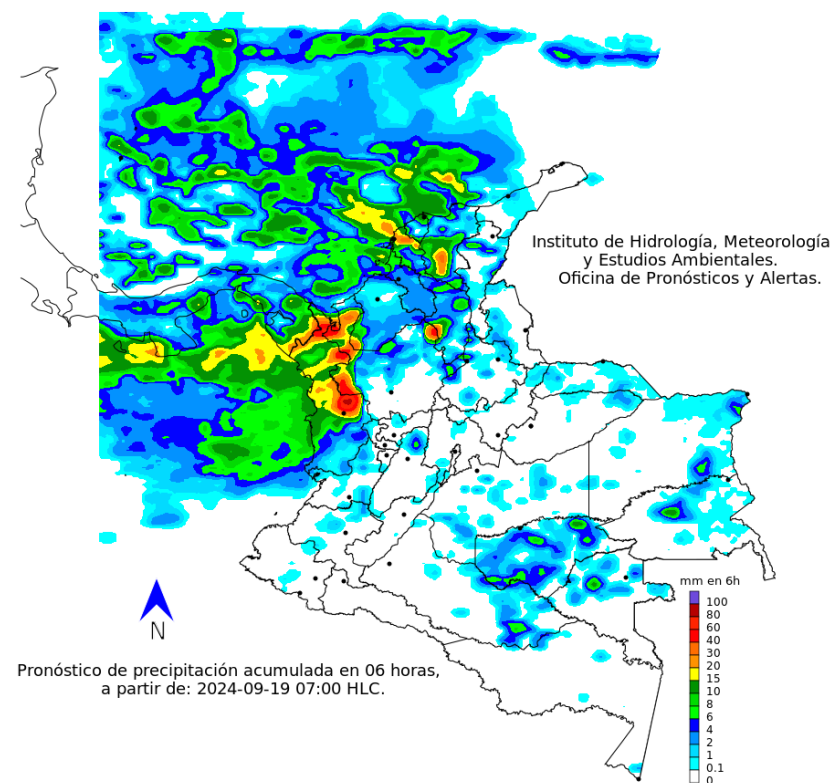 Instituto de Hidrología, Meteorología
y Estudios Ambientales.
Oficina de Pronósticos y Alertas.
N
Pronóstico de precipitación acumulada en 06 horas,
a partir de: 2024-09-19 07:00 HLC.
mm en 6h
100
80
60
40
30
20
15
10
8
6
4
2
1
0.1
0